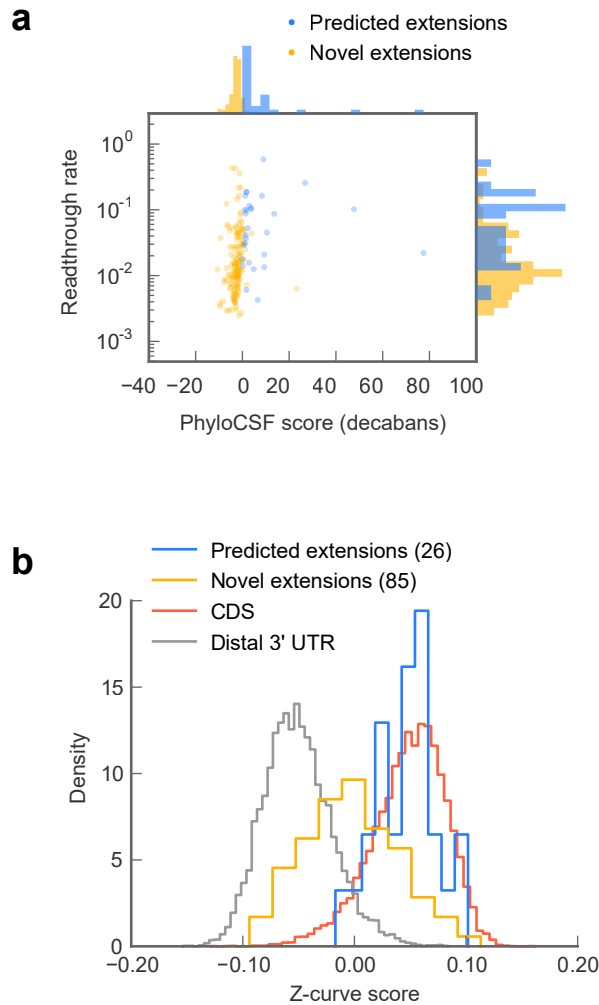 a
Predicted extensions
Novel extensions
10^0
10^-1
10^-2
10^-3
Readthrough rate
−40 −20 0 20 40 60 80 100
PhyloCSF score (decabans)
b
Predicted extensions (26)
Novel extensions (85)
CDS
Distal 3' UTR
20
15
10
5
0
Density
−0.20 −0.10 0.00 0.10 0.20
Z-curve score